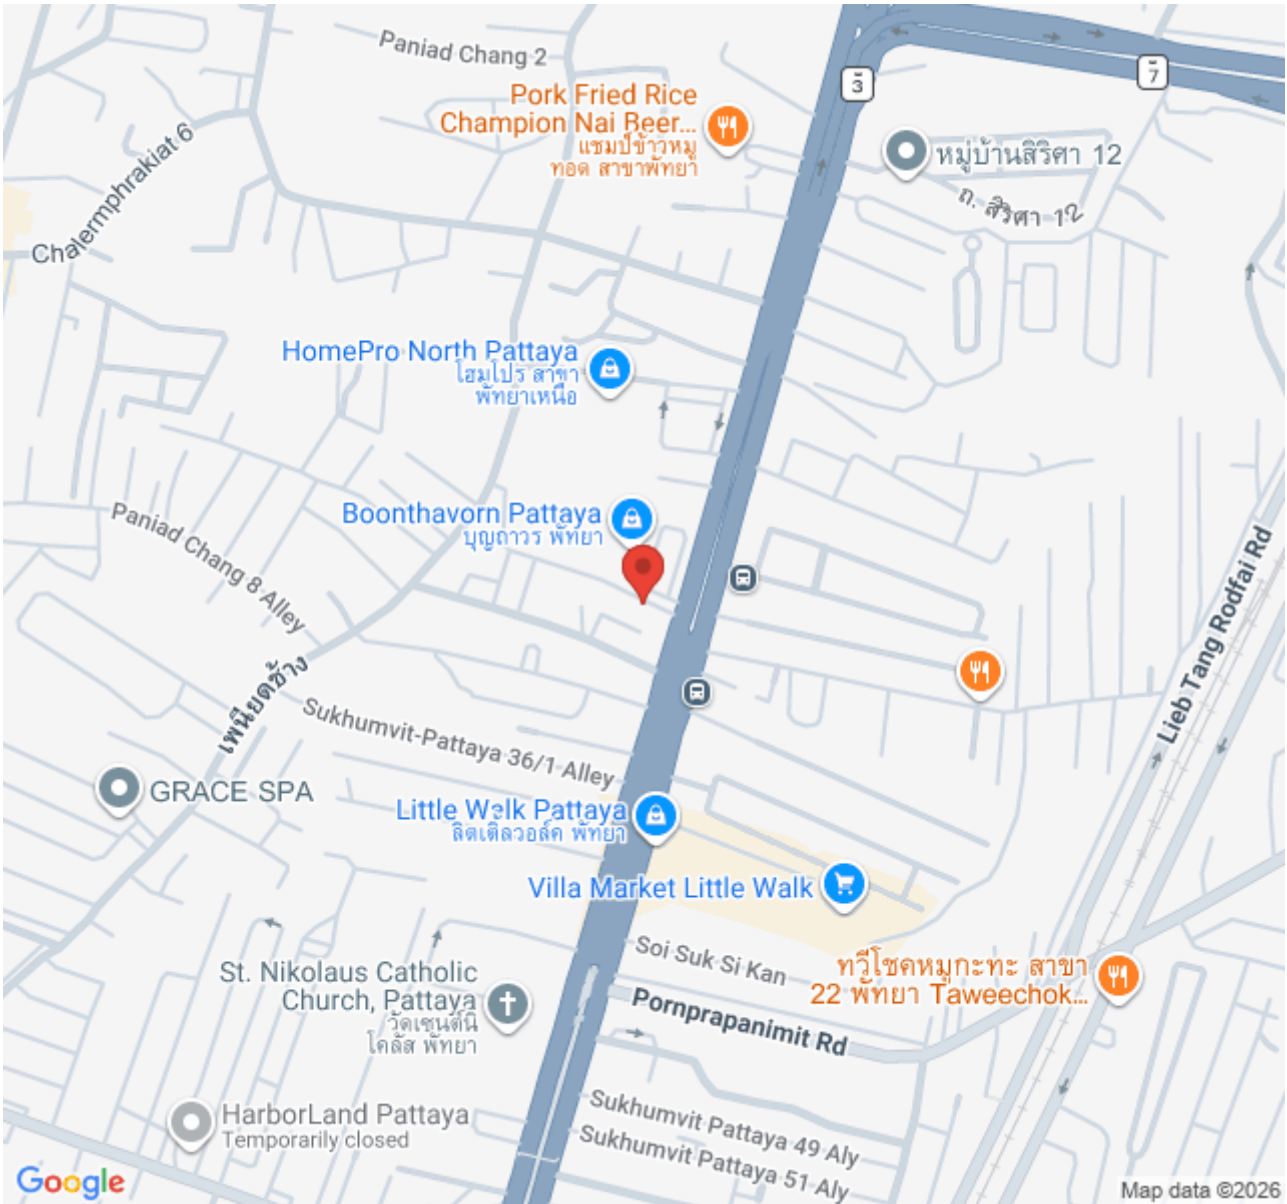 Paniad Chang 2
3
7
Pork Fried Rice
Champion Nai Beer...
แชมป์ข้าวหมู
ทอด สาขาพัทยา
หมู่บ้านสิริศา 12
ถ. สิริศา 12
Chalermphrakiat 6
HomePro North Pattaya
โฮมโปร สาขา
พัทยาเหนือ
Boonthavorn Pattaya
บุญถาวร พัทยา
Paniad Chang 8 Alley
เพนียดช้าง
Lieb Tang Rodfai Rd
Sukhumvit-Pattaya 36/1 Alley
GRACE SPA
Little Walk Pattaya
ลิตเติลวอล์ค พัทยา
Villa Market Little Walk
Soi Suk Si Kan
St. Nikolaus Catholic
Church, Pattaya
วัดเซนต์นิ
โคลัส พัทยา
ทวีโชคหมูกะทะ สาขา
22 พัทยา Taweechok...
Pornprapanimit Rd
HarborLand Pattaya
Temporarily closed
Sukhumvit Pattaya 49 Aly
Sukhumvit Pattaya 51 Aly
Google
Map data ©2026